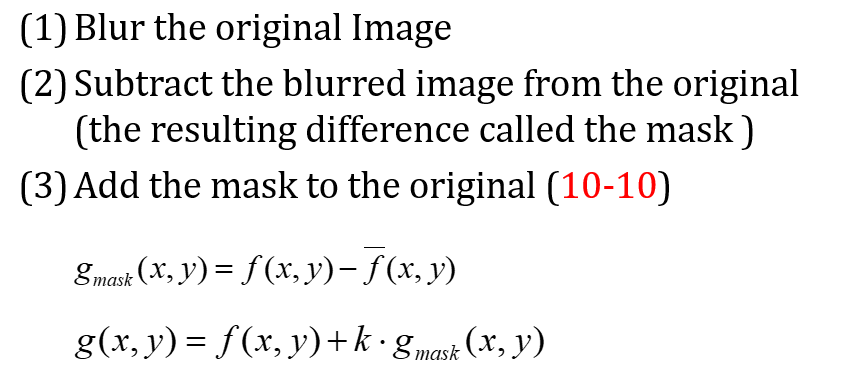 (1) Blur the original Image
(2) Subtract the blurred image from the original
(the resulting difference called the mask )
(3) Add the mask to the original (10-10)
g_mask (x, y) = f (x, y) − f̅ (x, y)
g(x, y) = f (x, y) + k · g_mask (x, y)